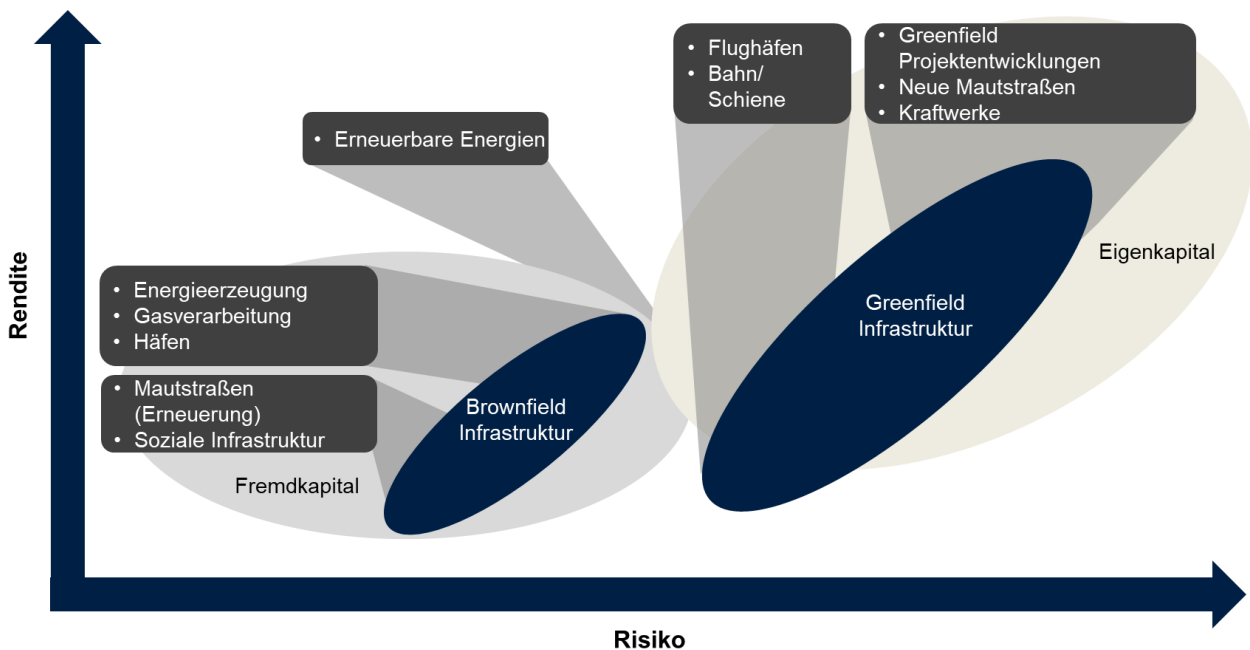 • Flughäfen
• Bahn/
Schiene
• Greenfield
Projektentwicklungen
• Neue Mautstraßen
• Kraftwerke
• Erneuerbare Energien
Eigenkapital
Rendite
• Energieerzeugung
• Gasverarbeitung
• Häfen
Greenfield
Infrastruktur
• Mautstraßen
(Erneuerung)
• Soziale Infrastruktur
Brownfield
Infrastruktur
Fremdkapital
Risiko